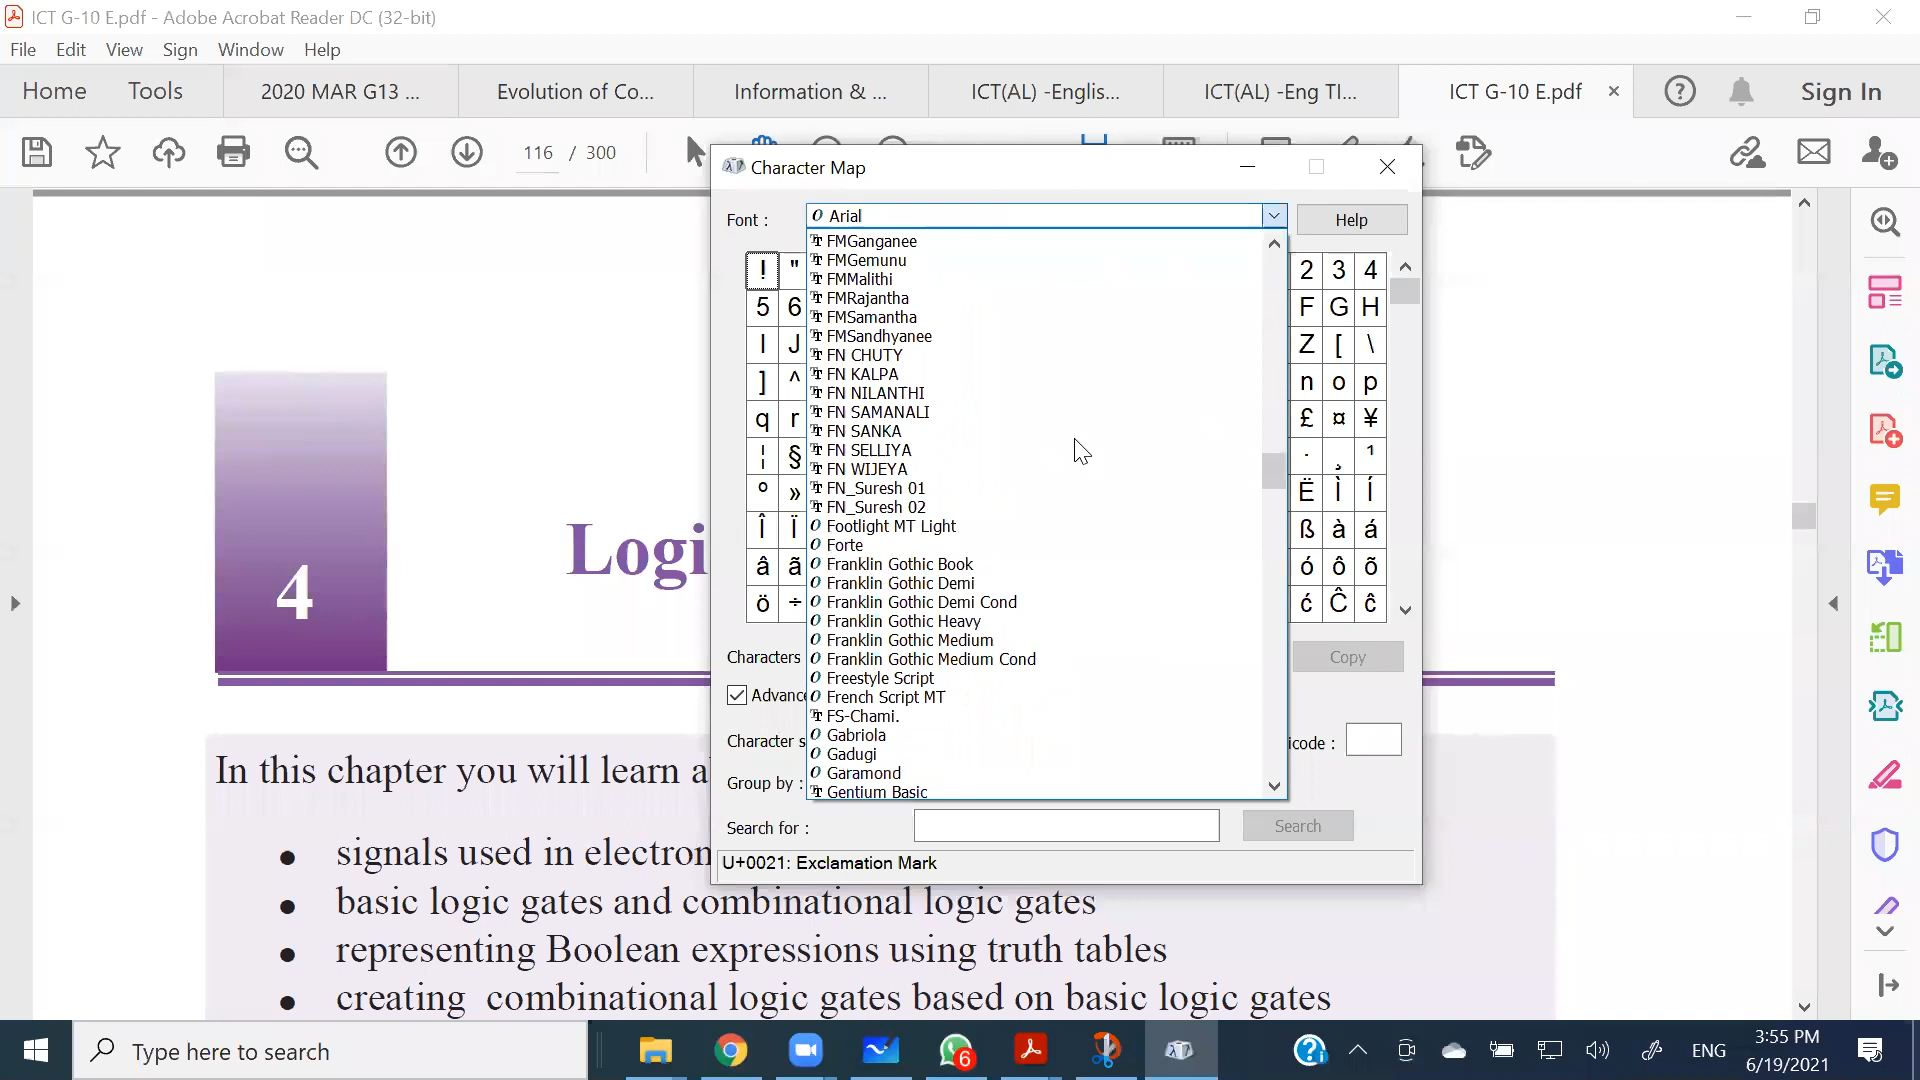 ICT G-10 E.pdf - Adobe Acrobat Reader DC (32-bit)
File Edit View Sign Window Help
Home Tools 2020 MAR G13 ... Evolution of Co... Information & ... ICT(AL) -Englis... ICT(AL) -Eng TI... ICT G-10 E.pdf × Sign In
116 / 300
Character Map
Font : O Arial Help
FMGanganee
FMGemunu
FMMalithi
FMRajantha
FMSamantha
FMSandhyanee
FN CHUTY
FN KALPA
FN NILANTHI
FN SAMANALI
FN SANKA
FN SELLIYA
FN WIJEYA
FN_Suresh 01
FN_Suresh 02
Footlight MT Light
Forte
Franklin Gothic Book
Franklin Gothic Demi
Franklin Gothic Demi Cond
Franklin Gothic Heavy
Franklin Gothic Medium
Franklin Gothic Medium Cond
Freestyle Script
French Script MT
FS-Chami.
Gabriola
Gadugi
Garamond
Gentium Basic
! " 2 3 4
5 6 F G H
I J Z [ \
] ^ n o p
q r £ ¤ ¥
¦ § · ¸ ¹
º » Ë Ì Í
Î Ï ß à á
â ã ó ô õ
ö ÷ ć Ĉ ĉ
Characters Copy
Advance
Character s icode :
Group by :
Search for : Search
U+0021: Exclamation Mark
4
Logi
In this chapter you will learn a
• signals used in electron
• basic logic gates and combinational logic gates
• representing Boolean expressions using truth tables
• creating combinational logic gates based on basic logic gates
Type here to search
6
ENG
3:55 PM
6/19/2021